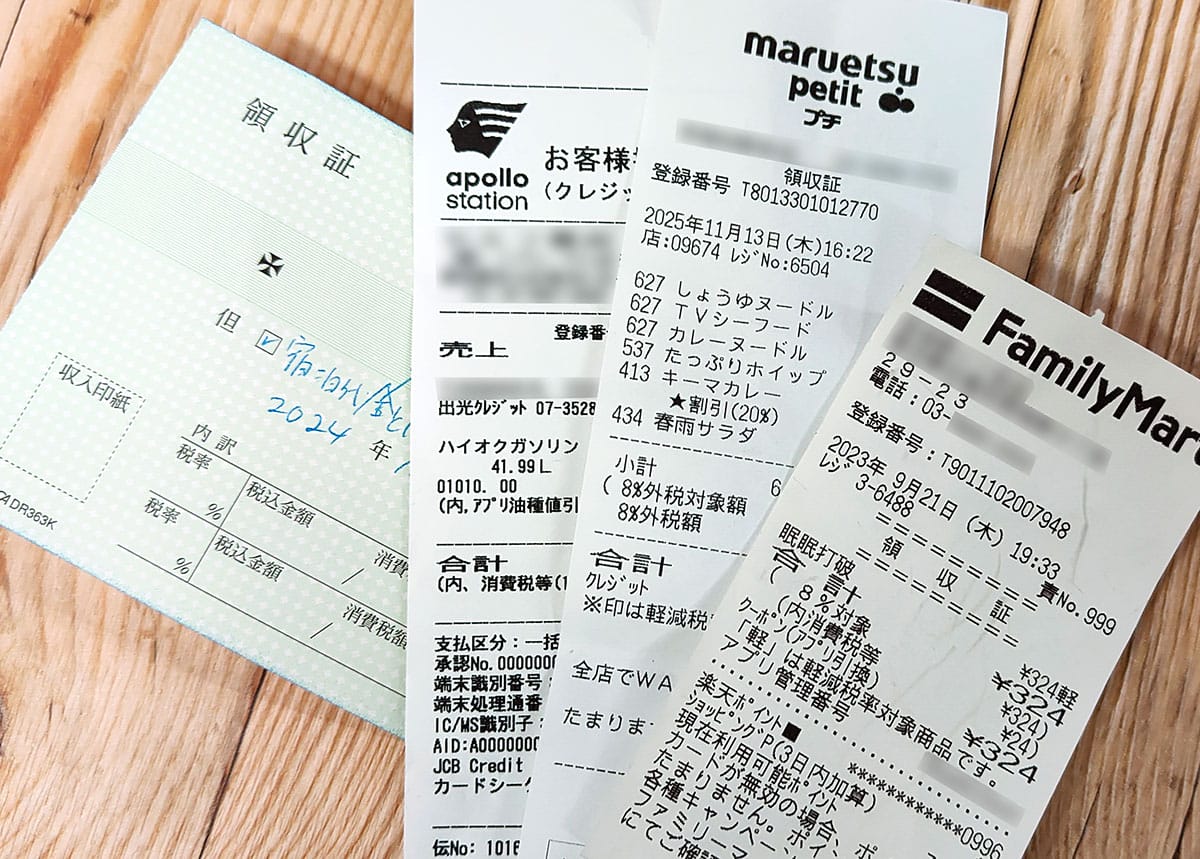 領収証
但 ☑ 宿泊代/金とし
2024 年
収入印紙
内訳
税率
%
税込金額
消費
税率
%
税込金額
消費税額
DR363K
apollo
station
お客様
(クレジッ
登録番
売上
出光クレジット 07-3528
ハイオクガソリン
41.99L
01010. 00
(内,アプリ油種値引
合計
(内、消費税等(1
支払区分:一括
承認No.0000000
端末識別番号
端末処理通番
IC/MS識別子:
AID:A0000000
JCB Credit
カードシーケ
伝No: 1016
maruetsu
petit
プチ
領収証
登録番号 T8013301012770
2025年11月13日(木)16:22
店:09674 レジNo:6504
627 しょうゆヌードル
627 TVシーフード
627 カレーヌードル
537 たっぷりホイップ
413 キーマカレー
★割引(20%)
434 春雨サラダ
小計 6
( 8%外税対象額
8%外税額
合計
クレジット
※印は軽減税
全店でWA
たまりま
FamilyMar
29-23
電話:03-
登録番号:T9011102007948
2023年 9月21日 (木) 19:33
レジ 3-6488 責No.999
===========
領 収 証
===========
眠眠打破 ¥324軽
合 計 ¥324
( 8%対象 ¥324)
(内消費税等 ¥24)
クーポン(アプリ引換) ¥324
「軽」は軽減税率対象商品です。
アプリ管理番号
楽天ポイント■ ***********0996
ショッピングP(3日内加算)
現在利用可能ポイント
カードが無効の場合、ポ
たまりません。ポイ
各種キャンペーン
ファミリーマ
にてご確認